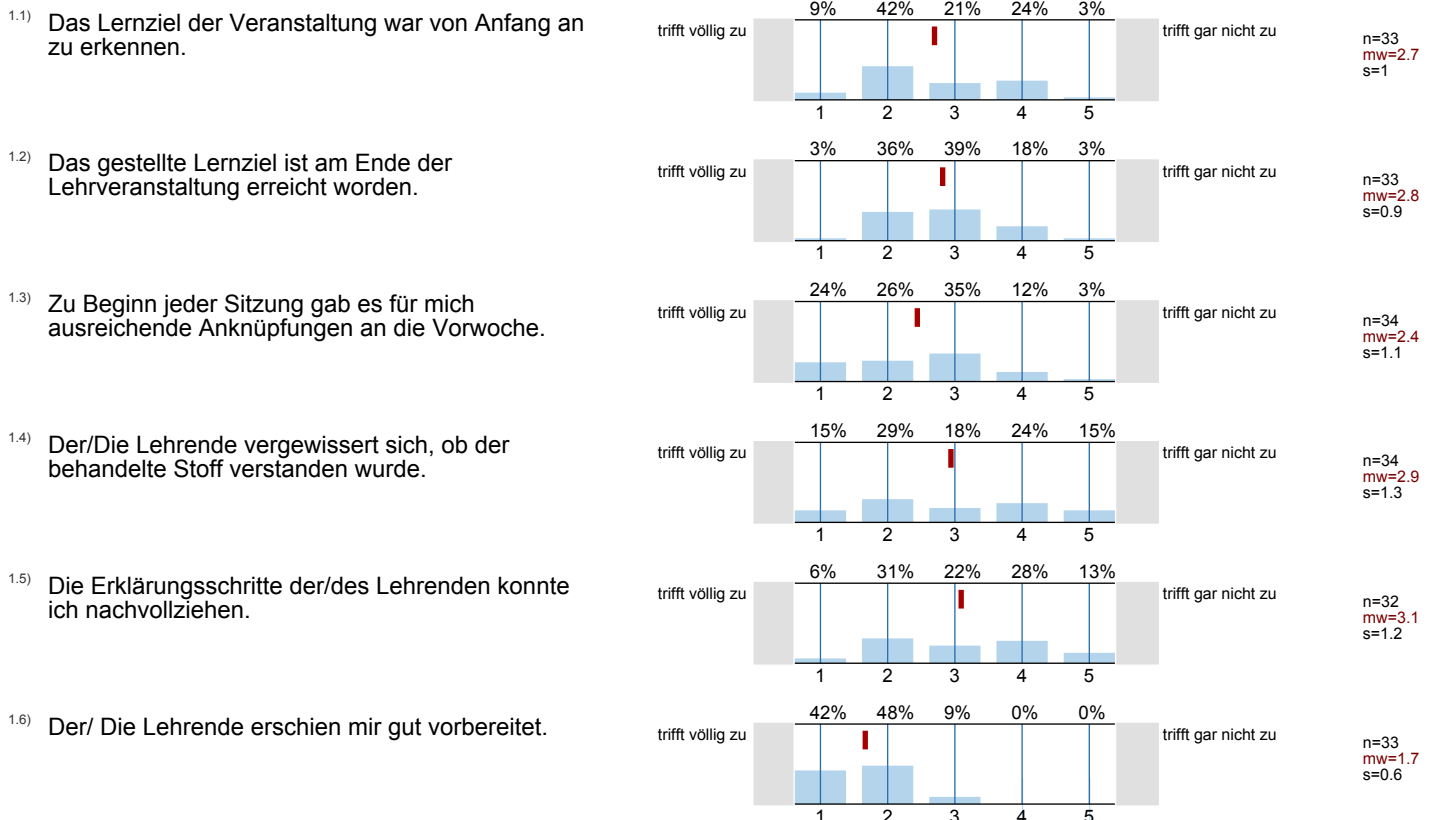 1.1) Das Lernziel der Veranstaltung war von Anfang an
zu erkennen.
trifft völlig zu
9% 42% 21% 24% 3%
1 2 3 4 5
trifft gar nicht zu
n=33
mw=2.7
s=1
1.2) Das gestellte Lernziel ist am Ende der
Lehrveranstaltung erreicht worden.
trifft völlig zu
3% 36% 39% 18% 3%
1 2 3 4 5
trifft gar nicht zu
n=33
mw=2.8
s=0.9
1.3) Zu Beginn jeder Sitzung gab es für mich
ausreichende Anknüpfungen an die Vorwoche.
trifft völlig zu
24% 26% 35% 12% 3%
1 2 3 4 5
trifft gar nicht zu
n=34
mw=2.4
s=1.1
1.4) Der/Die Lehrende vergewissert sich, ob der
behandelte Stoff verstanden wurde.
trifft völlig zu
15% 29% 18% 24% 15%
1 2 3 4 5
trifft gar nicht zu
n=34
mw=2.9
s=1.3
1.5) Die Erklärungsschritte der/des Lehrenden konnte
ich nachvollziehen.
trifft völlig zu
6% 31% 22% 28% 13%
1 2 3 4 5
trifft gar nicht zu
n=32
mw=3.1
s=1.2
1.6) Der/ Die Lehrende erschien mir gut vorbereitet.
trifft völlig zu
42% 48% 9% 0% 0%
1 2 3 4 5
trifft gar nicht zu
n=33
mw=1.7
s=0.6